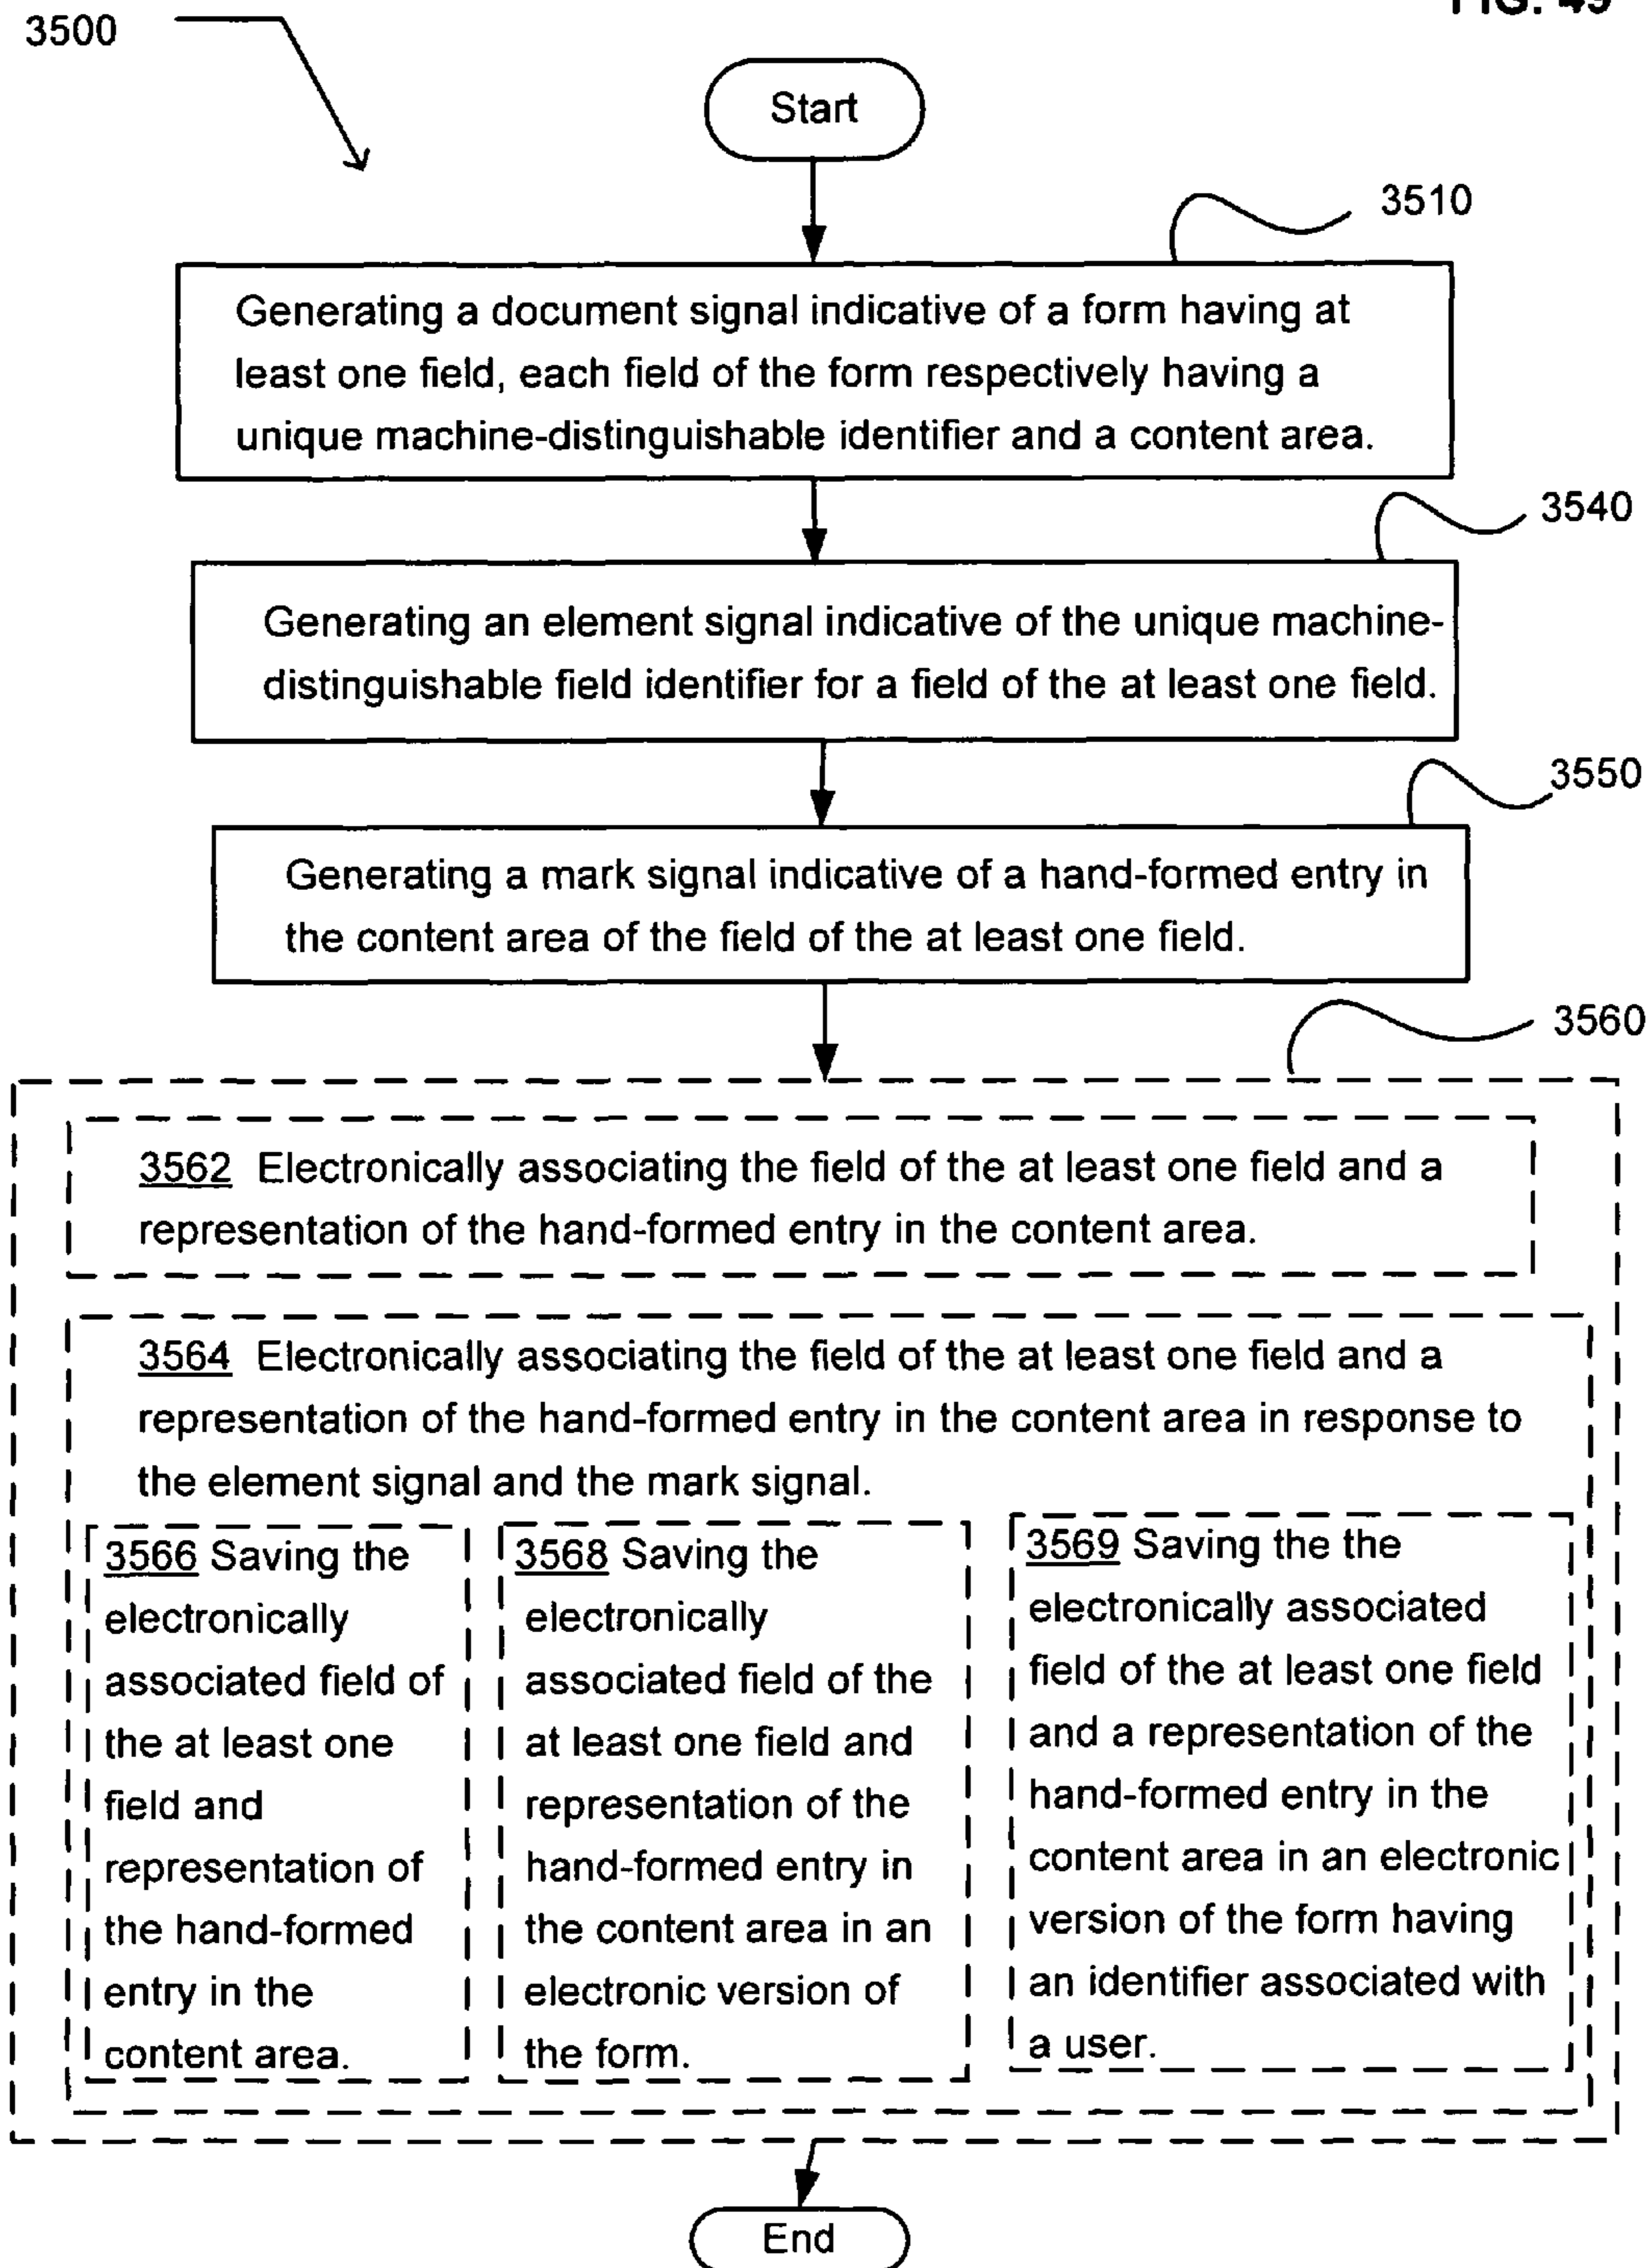 3500
Start
3510
Generating a document signal indicative of a form having at
least one field, each field of the form respectively having a
unique machine-distinguishable identifier and a content area.
3540
Generating an element signal indicative of the unique machine-
distinguishable field identifier for a field of the at least one field.
3550
Generating a mark signal indicative of a hand-formed entry in
the content area of the field of the at least one field.
3560
3562 Electronically associating the field of the at least one field and a
representation of the hand-formed entry in the content area.
3564 Electronically associating the field of the at least one field and a
representation of the hand-formed entry in the content area in response to
the element signal and the mark signal.
3566 Saving the
electronically
associated field of
the at least one
field and
representation of
the hand-formed
entry in the
content area.
3568 Saving the
electronically
associated field of the
at least one field and
representation of the
hand-formed entry in
the content area in an
electronic version of
the form.
3569 Saving the the
electronically associated
field of the at least one field
and a representation of the
hand-formed entry in the
content area in an electronic
version of the form having
an identifier associated with
a user.
End